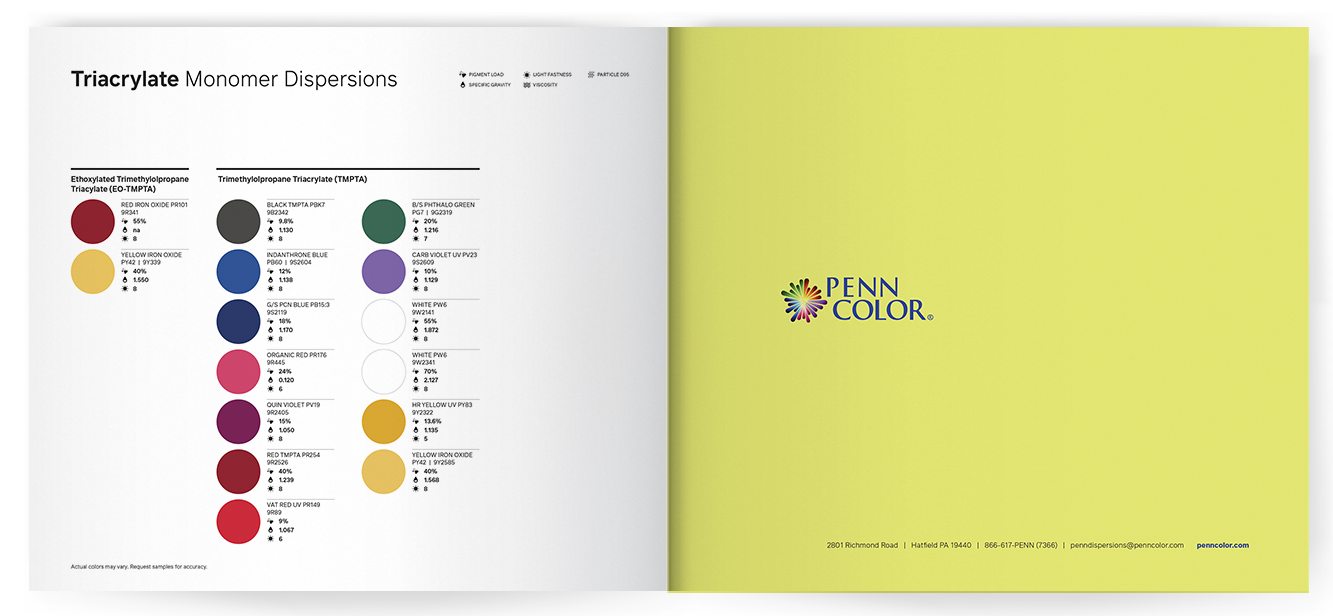 Triacrylate Monomer Dispersions
PIGMENT LOAD
LIGHT FASTNESS
PARTICLE D95
SPECIFIC GRAVITY
VISCOSITY
Ethoxylated Trimethylolpropane
Triacylate (EO-TMPTA)
RED IRON OXIDE PR101
9R341
55%
na
8
YELLOW IRON OXIDE
PY42 | 9Y339
40%
1.550
8
Trimethylolpropane Triacrylate (TMPTA)
BLACK TMPTA PBK7
9B2342
9.8%
1.130
8
INDANTHRONE BLUE
PB60 | 9S2604
12%
1.138
8
G/S PCN BLUE PB15:3
9S2119
18%
1.170
8
ORGANIC RED PR176
9R445
24%
0.120
6
QUIN VIOLET PV19
9R2405
15%
1.050
8
RED TMPTA PR254
9R2526
40%
1.239
8
VAT RED UV PR149
9R89
9%
1.067
6
B/S PHTHALO GREEN
PG7 | 9G2319
20%
1.216
7
CARB VIOLET UV PV23
9S2609
10%
1.129
8
WHITE PW6
9W2141
55%
1.872
8
WHITE PW6
9W2341
70%
2.127
8
HR YELLOW UV PY83
9Y2322
13.6%
1.135
5
YELLOW IRON OXIDE
PY42 | 9Y2585
40%
1.568
8
Actual colors may vary. Request samples for accuracy.
PENN
COLOR®
2801 Richmond Road | Hatfield PA 19440 | 866-617-PENN (7366) | penndispersions@penncolor.com penncolor.com